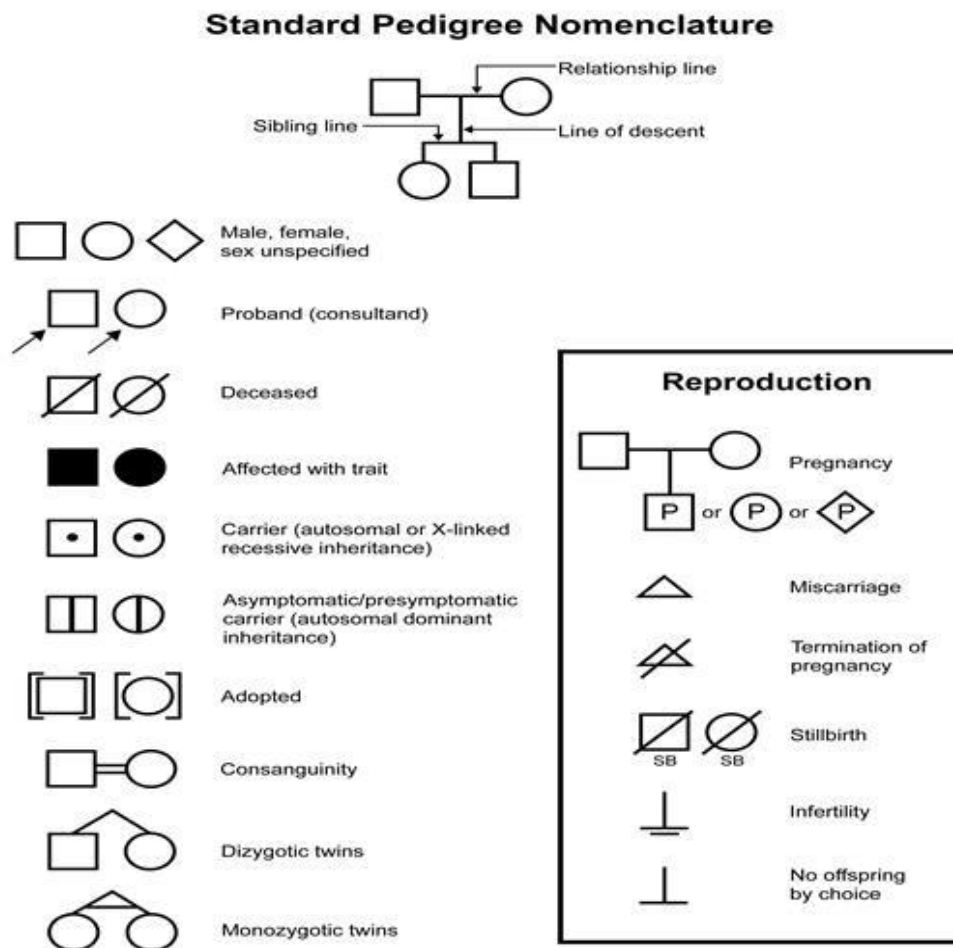 Standard Pedigree Nomenclature
Relationship line
Sibling line
Line of descent
Male, female,
sex unspecified
Proband (consultand)
Deceased
Affected with trait
Carrier (autosomal or X-linked
recessive inheritance)
Asymptomatic/presymptomatic
carrier (autosomal dominant
inheritance)
Adopted
Consanguinity
Dizygotic twins
Monozygotic twins
Reproduction
Pregnancy
P or P or P
Miscarriage
Termination of
pregnancy
Stillbirth
SB SB
Infertility
No offspring
by choice